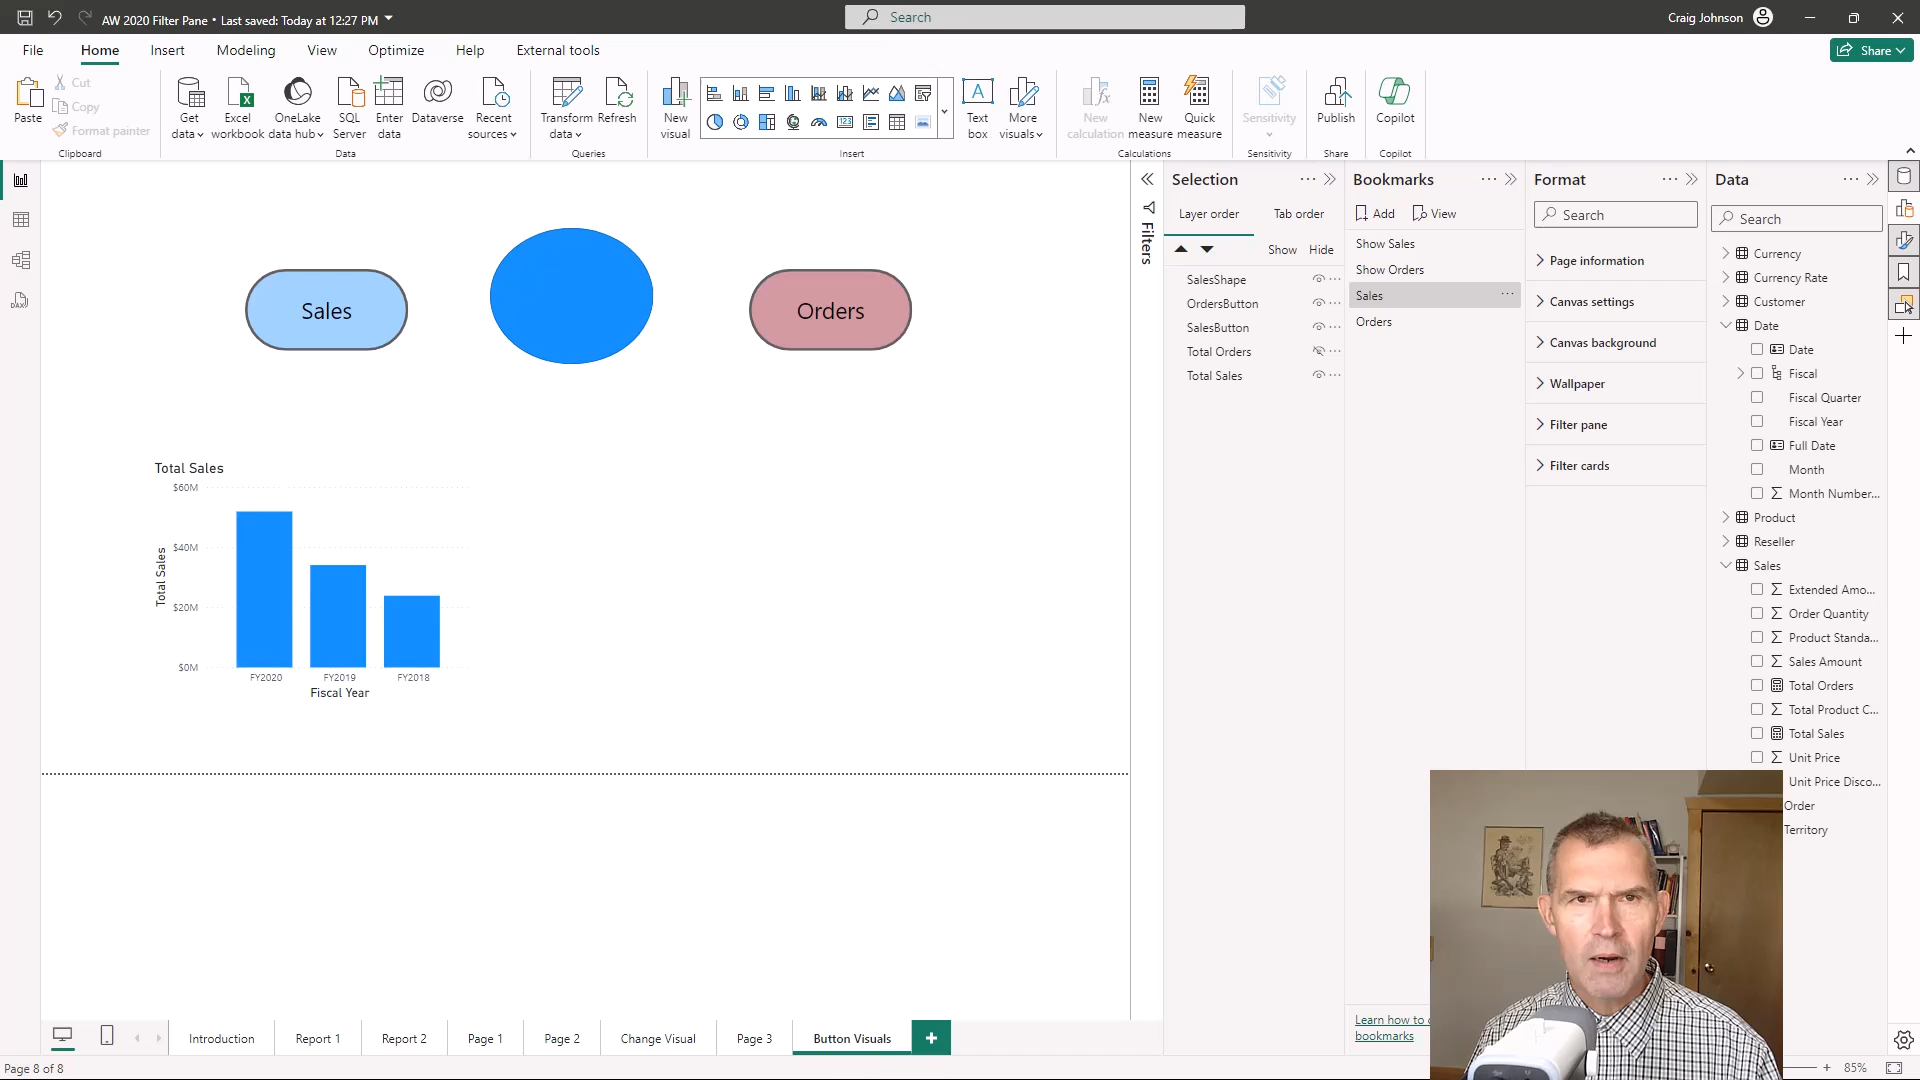 AW 2020 Filter Pane • Last saved: Today at 12:27 PM
Search
Craig Johnson
File
Home
Insert
Modeling
View
Optimize
Help
External tools
Share
Paste
Cut
Copy
Format painter
Clipboard
Get data
Excel workbook
OneLake data hub
SQL Server
Enter data
Dataverse
Recent sources
Data
Transform data
Refresh
Queries
New visual
Text box
More visuals
Insert
New calculation
New measure
Quick measure
Calculations
Sensitivity
Sensitivity
Publish
Share
Copilot
Copilot
Sales
Orders
Total Sales
$60M
$40M
$20M
$0M
Total Sales
FY2020
FY2019
FY2018
Fiscal Year
Filters
Selection
Layer order
Tab order
Show
Hide
SalesShape
OrdersButton
SalesButton
Total Orders
Total Sales
Bookmarks
Add
View
Show Sales
Show Orders
Sales
Orders
Learn how to
bookmarks
Format
Search
Page information
Canvas settings
Canvas background
Wallpaper
Filter pane
Filter cards
Data
Search
Currency
Currency Rate
Customer
Date
Date
Fiscal
Fiscal Quarter
Fiscal Year
Full Date
Month
Month Number...
Product
Reseller
Sales
Extended Amo...
Order Quantity
Product Standa...
Sales Amount
Total Orders
Total Product C...
Total Sales
Unit Price
Unit Price Disco...
Order
Territory
Introduction
Report 1
Report 2
Page 1
Page 2
Change Visual
Page 3
Button Visuals
Page 8 of 8
85%